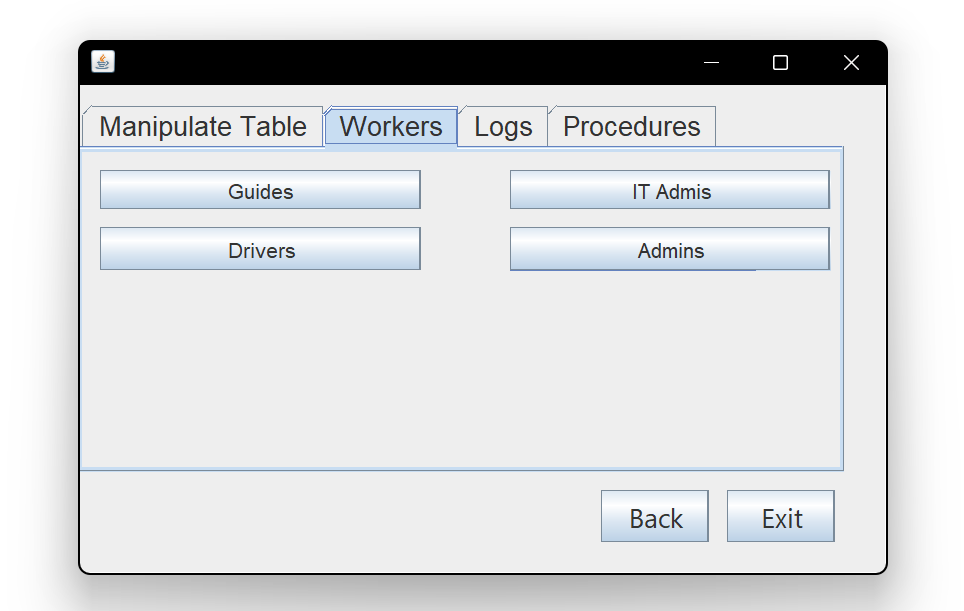 Manipulate Table Workers Logs Procedures
Guides IT Admis
Drivers Admins
Back Exit